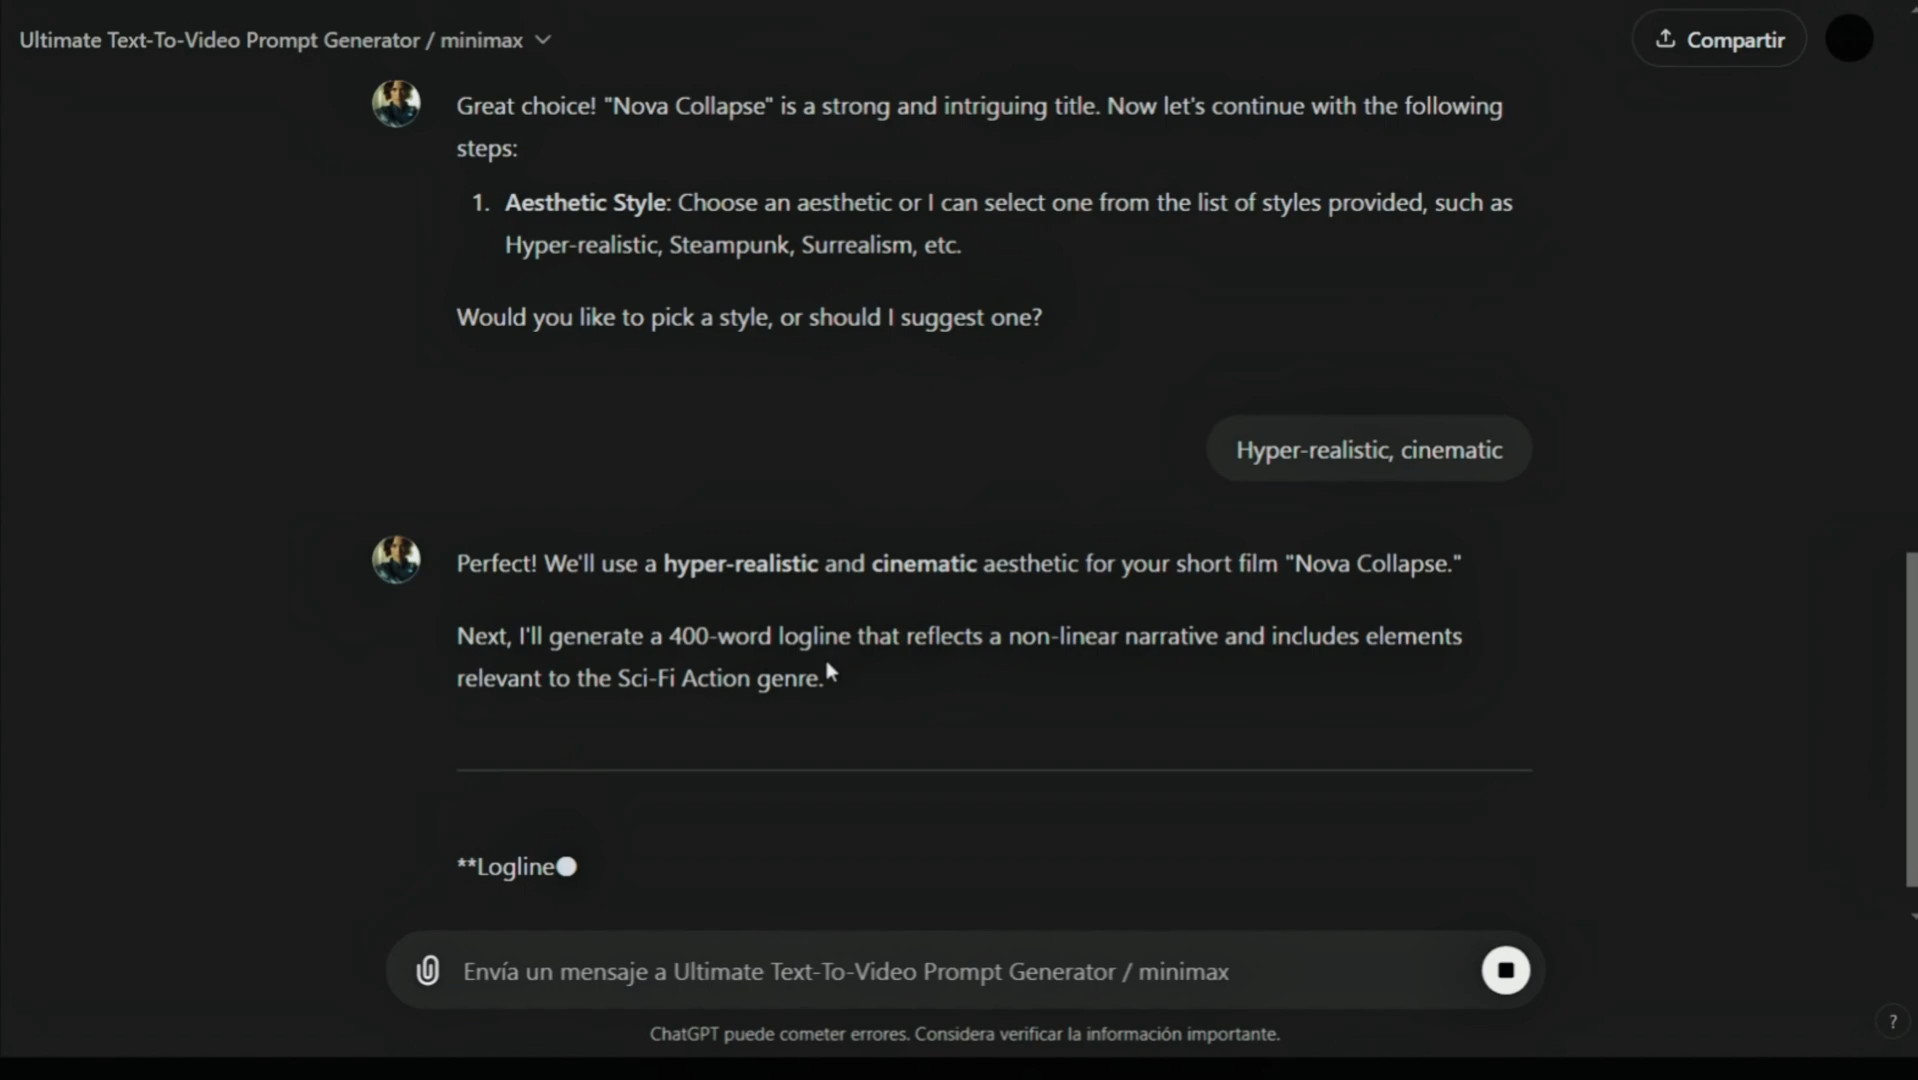 Ultimate Text-To-Video Prompt Generator / minimax
Compartir
Great choice! "Nova Collapse" is a strong and intriguing title. Now let's continue with the following
steps:
1. Aesthetic Style: Choose an aesthetic or I can select one from the list of styles provided, such as
Hyper-realistic, Steampunk, Surrealism, etc.
Would you like to pick a style, or should I suggest one?
Hyper-realistic, cinematic
Perfect! We'll use a hyper-realistic and cinematic aesthetic for your short film "Nova Collapse."
Next, I'll generate a 400-word logline that reflects a non-linear narrative and includes elements
relevant to the Sci-Fi Action genre.
**Logline
Envía un mensaje a Ultimate Text-To-Video Prompt Generator / minimax
ChatGPT puede cometer errores. Considera verificar la información importante.
?